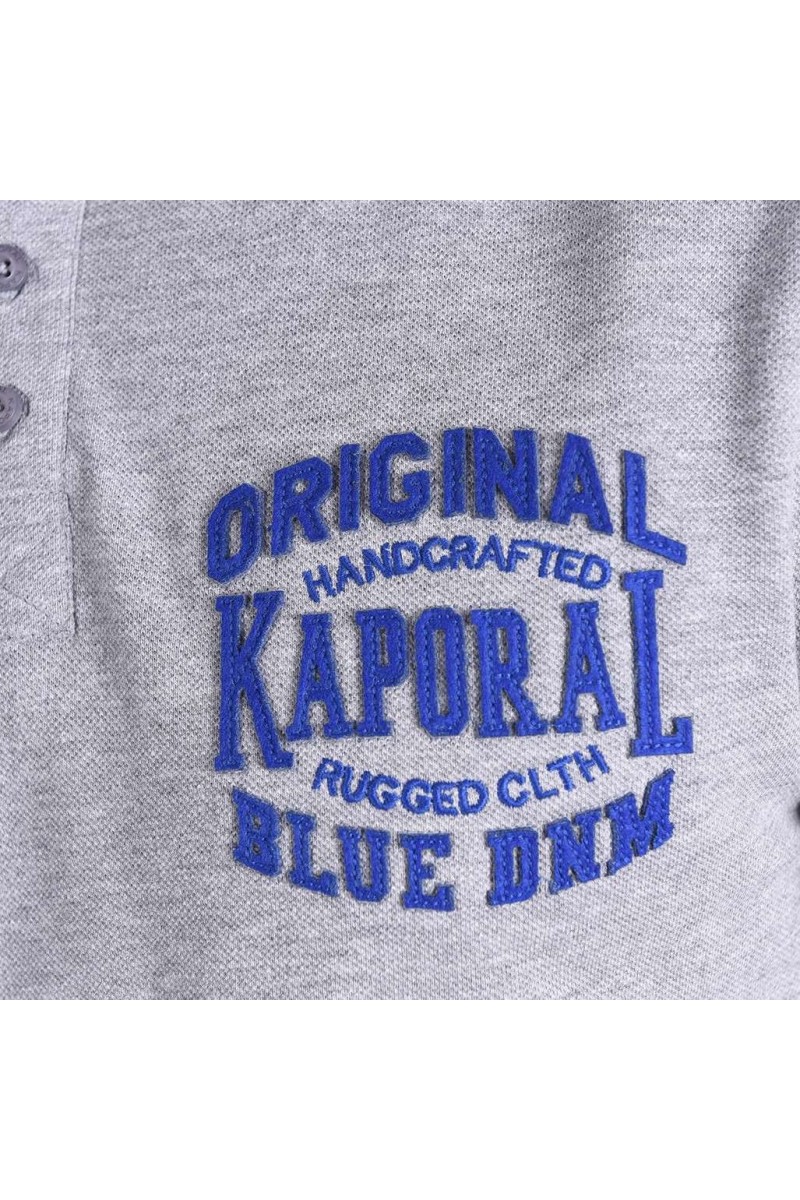 ORIGINAL
HANDCRAFTED
KAPORAL
RUGGED CLTH
BLUE DNM